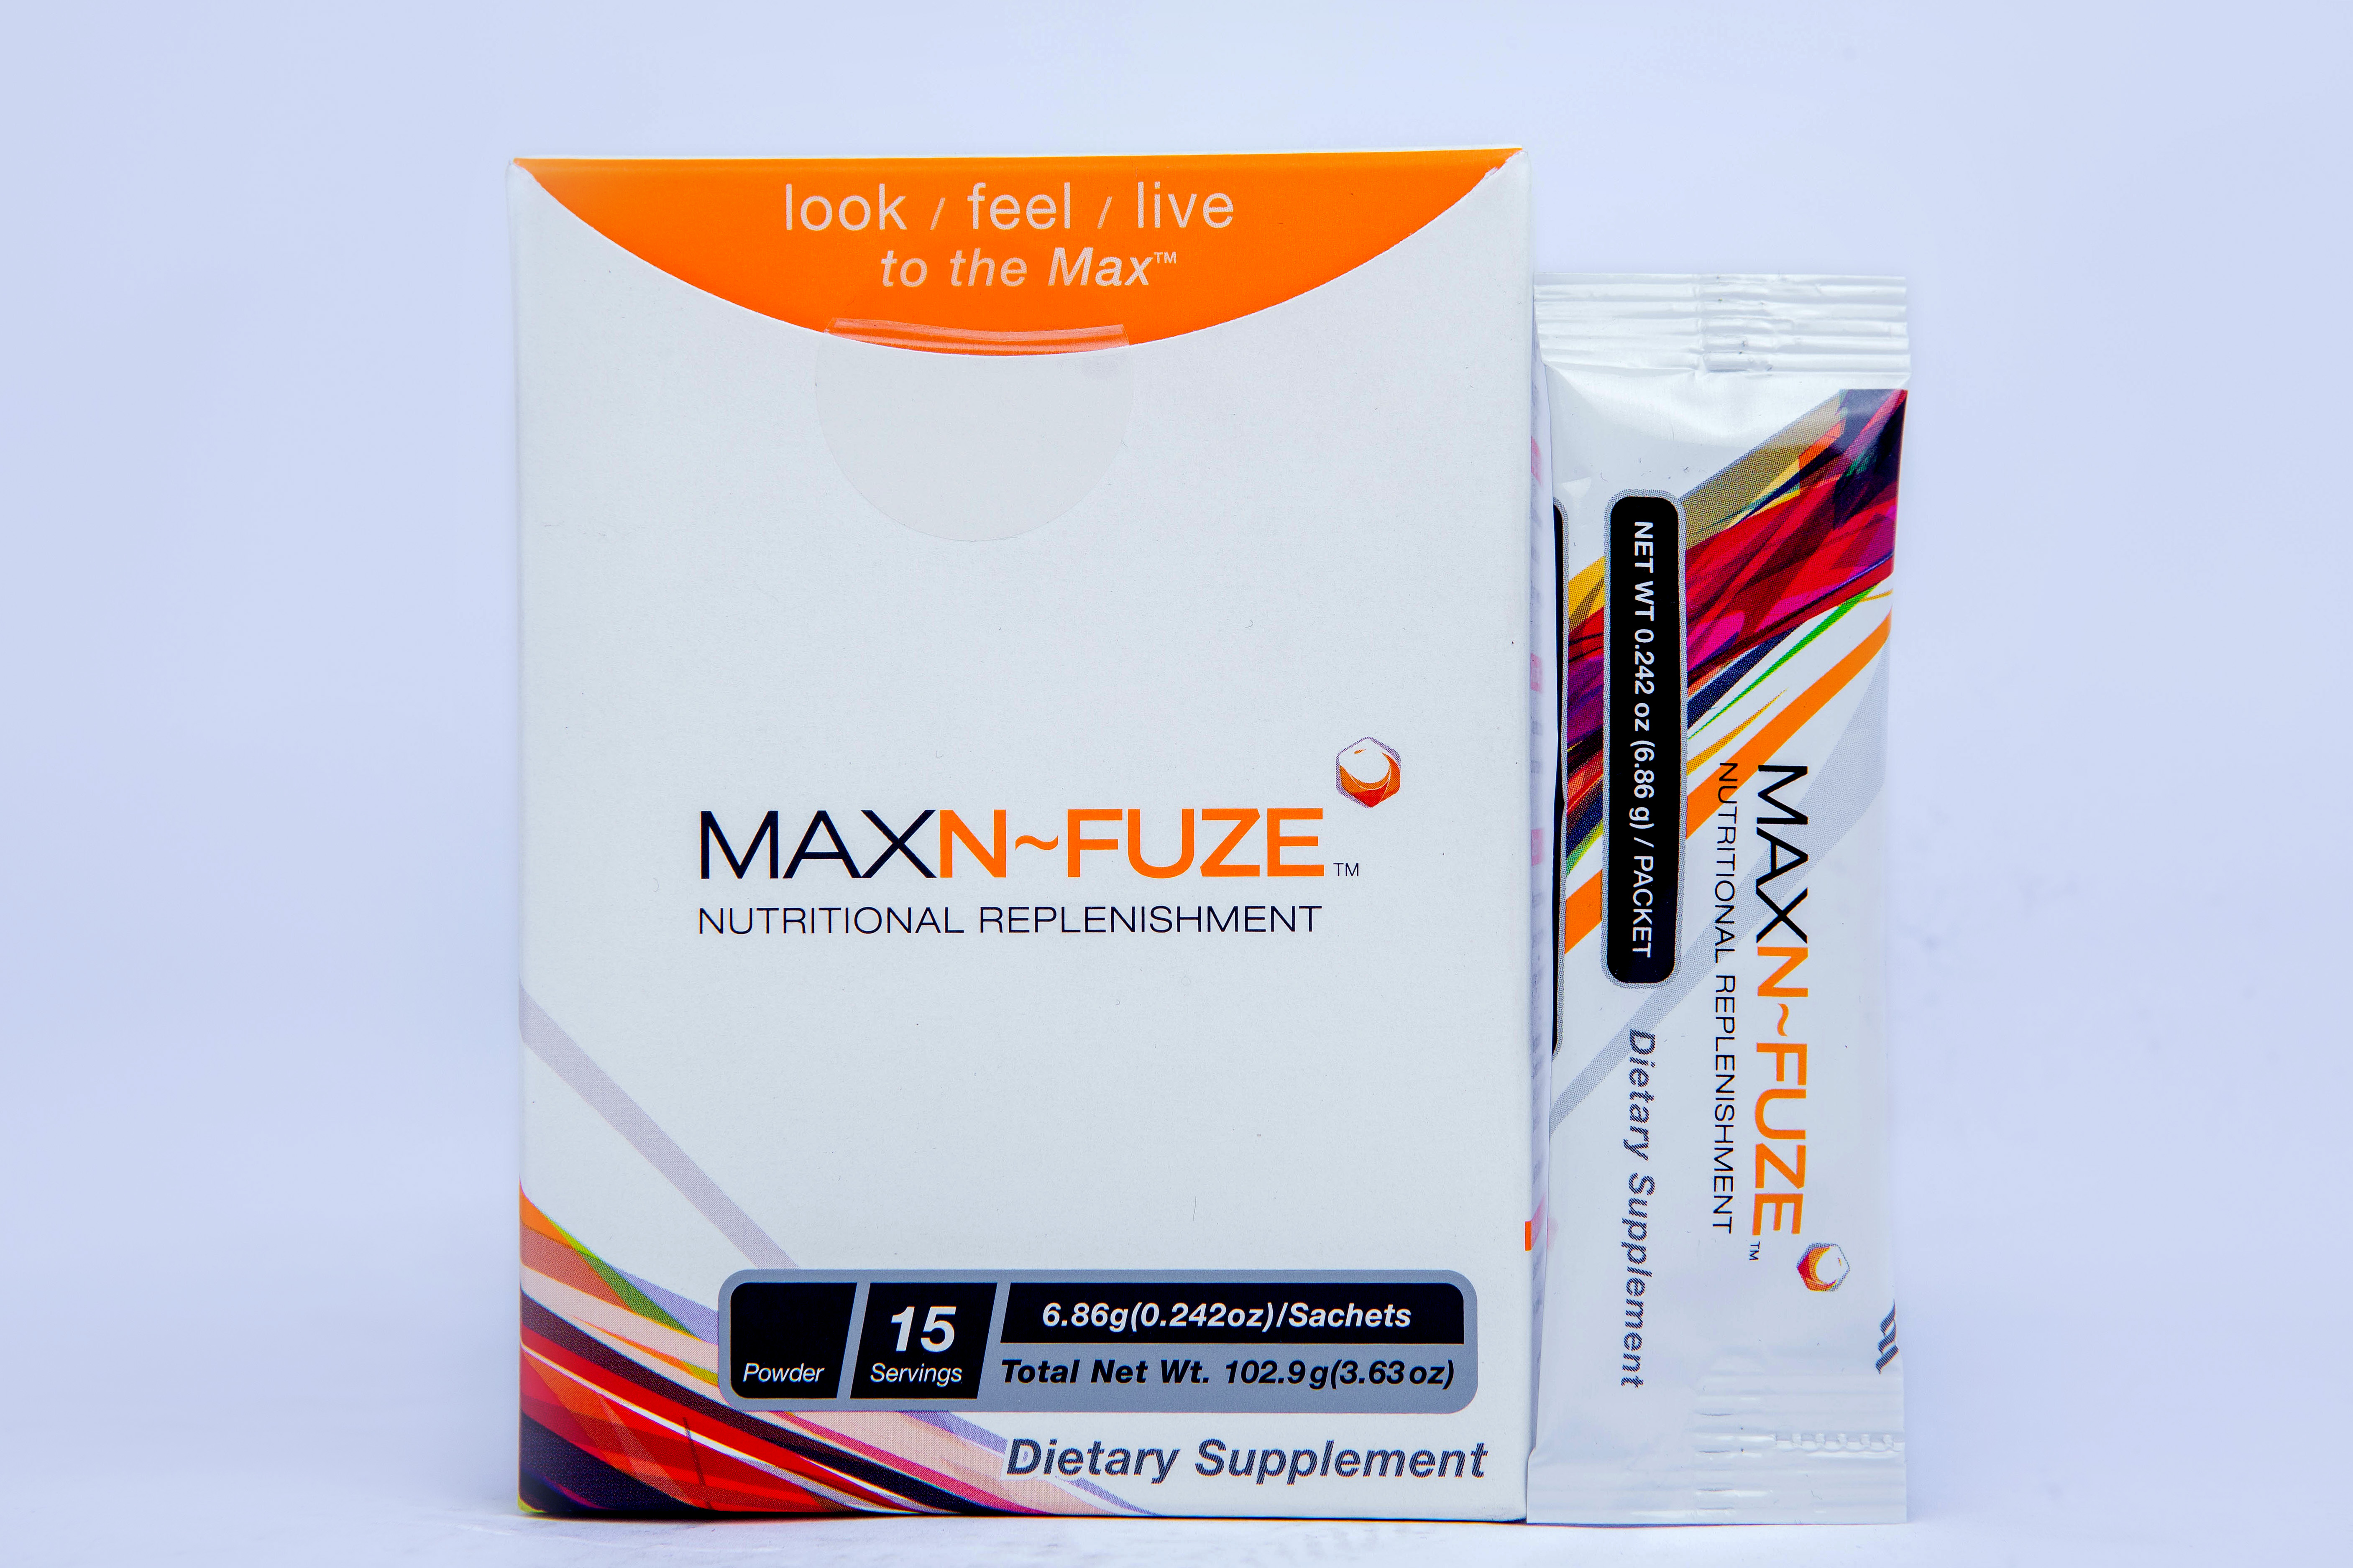 look / feel / live
to the Max™
MAXN~FUZE™
NUTRITIONAL REPLENISHMENT
Powder
15
Servings
6.86g(0.242oz)/Sachets
Total Net Wt. 102.9g(3.63oz)
Dietary Supplement
MAXN~FUZE™
NUTRITIONAL REPLENISHMENT
NET WT 0.242 oz (6.86 g) / PACKET
Dietary Supplement